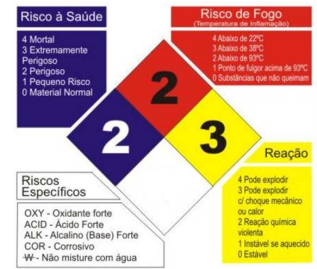 Risco à Saúde
4 Mortal
3 Extremamente
Perigoso
2 Perigoso
1 Pequeno Risco
0 Material Normal
Risco de Fogo
(Temperatura de Inflamação)
4 Abaixo de 22ºC
3 Abaixo de 38ºC
2 Abaixo de 93ºC
1 Ponto de fulgor acima de 93ºC
0 Substâncias que não queimam
2
2
3
Reação
4 Pode explodir
3 Pode explodir
c/ choque mecânico
ou calor
2 Reação química
violenta
1 Instável se aquecido
0 Estável
Riscos
Específicos
OXY - Oxidante forte
ACID - Ácido Forte
ALK - Alcalino (Base) Forte
COR - Corrosivo
W - Não misture com água